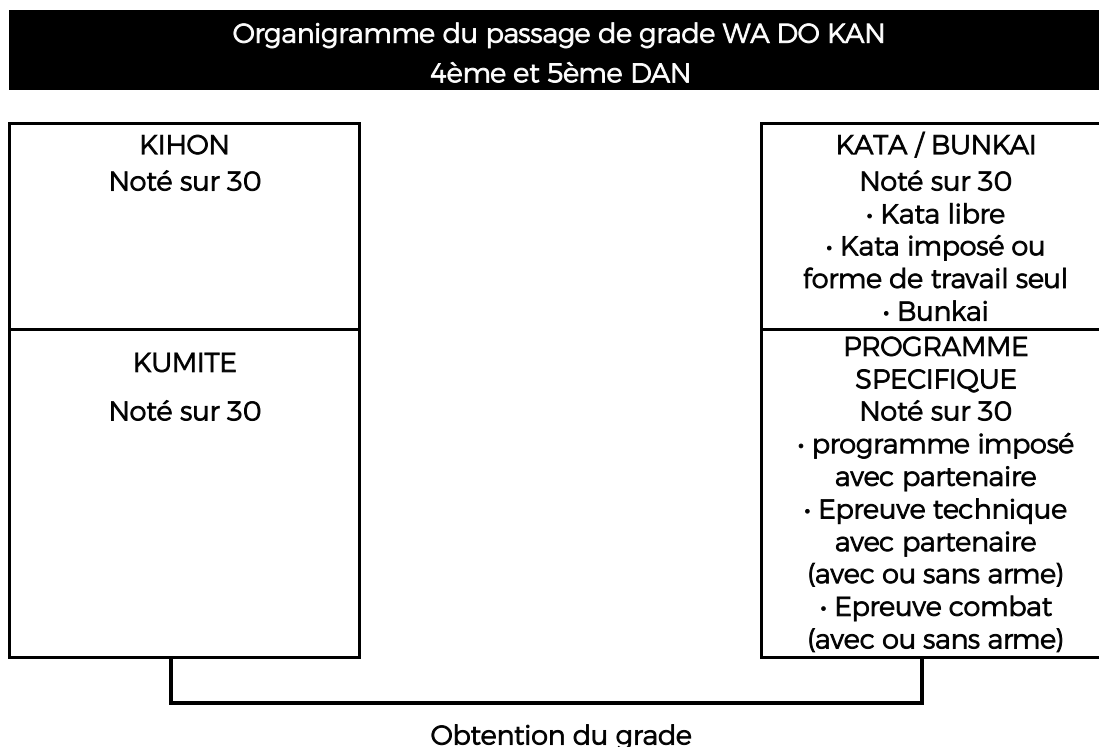 Organigramme du passage de grade WA DO KAN
4ème et 5ème DAN
KIHON
Noté sur 30
KATA / BUNKAI
Noté sur 30
• Kata libre
• Kata imposé ou
forme de travail seul
• Bunkai
KUMITE
Noté sur 30
PROGRAMME
SPECIFIQUE
Noté sur 30
• programme imposé
avec partenaire
• Epreuve technique
avec partenaire
(avec ou sans arme)
• Epreuve combat
(avec ou sans arme)
Obtention du grade